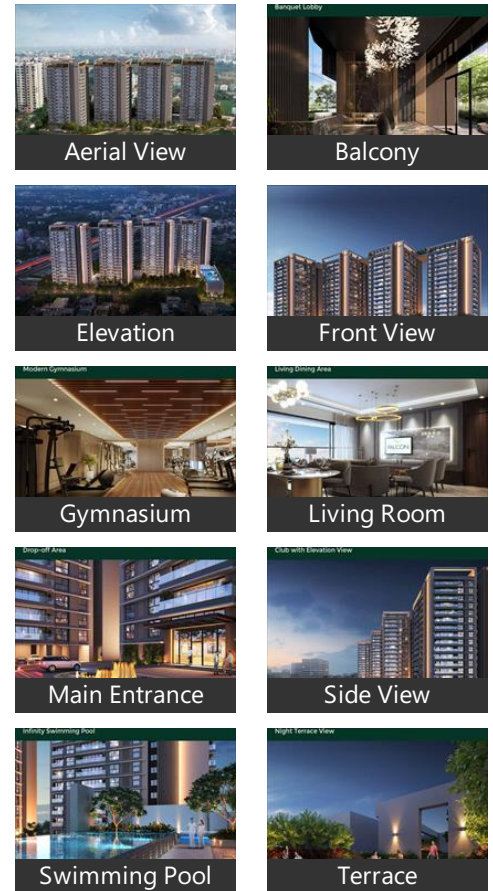 Banquet Lobby
Aerial View
Balcony
Elevation
Front View
Modern Gymnasium
Living Dining Area
FALCON
Gymnasium
Living Room
Drop-off Area
Club with Elevation View
Main Entrance
Side View
Infinity Swimming Pool
Night Terrace View
Swimming Pool
Terrace